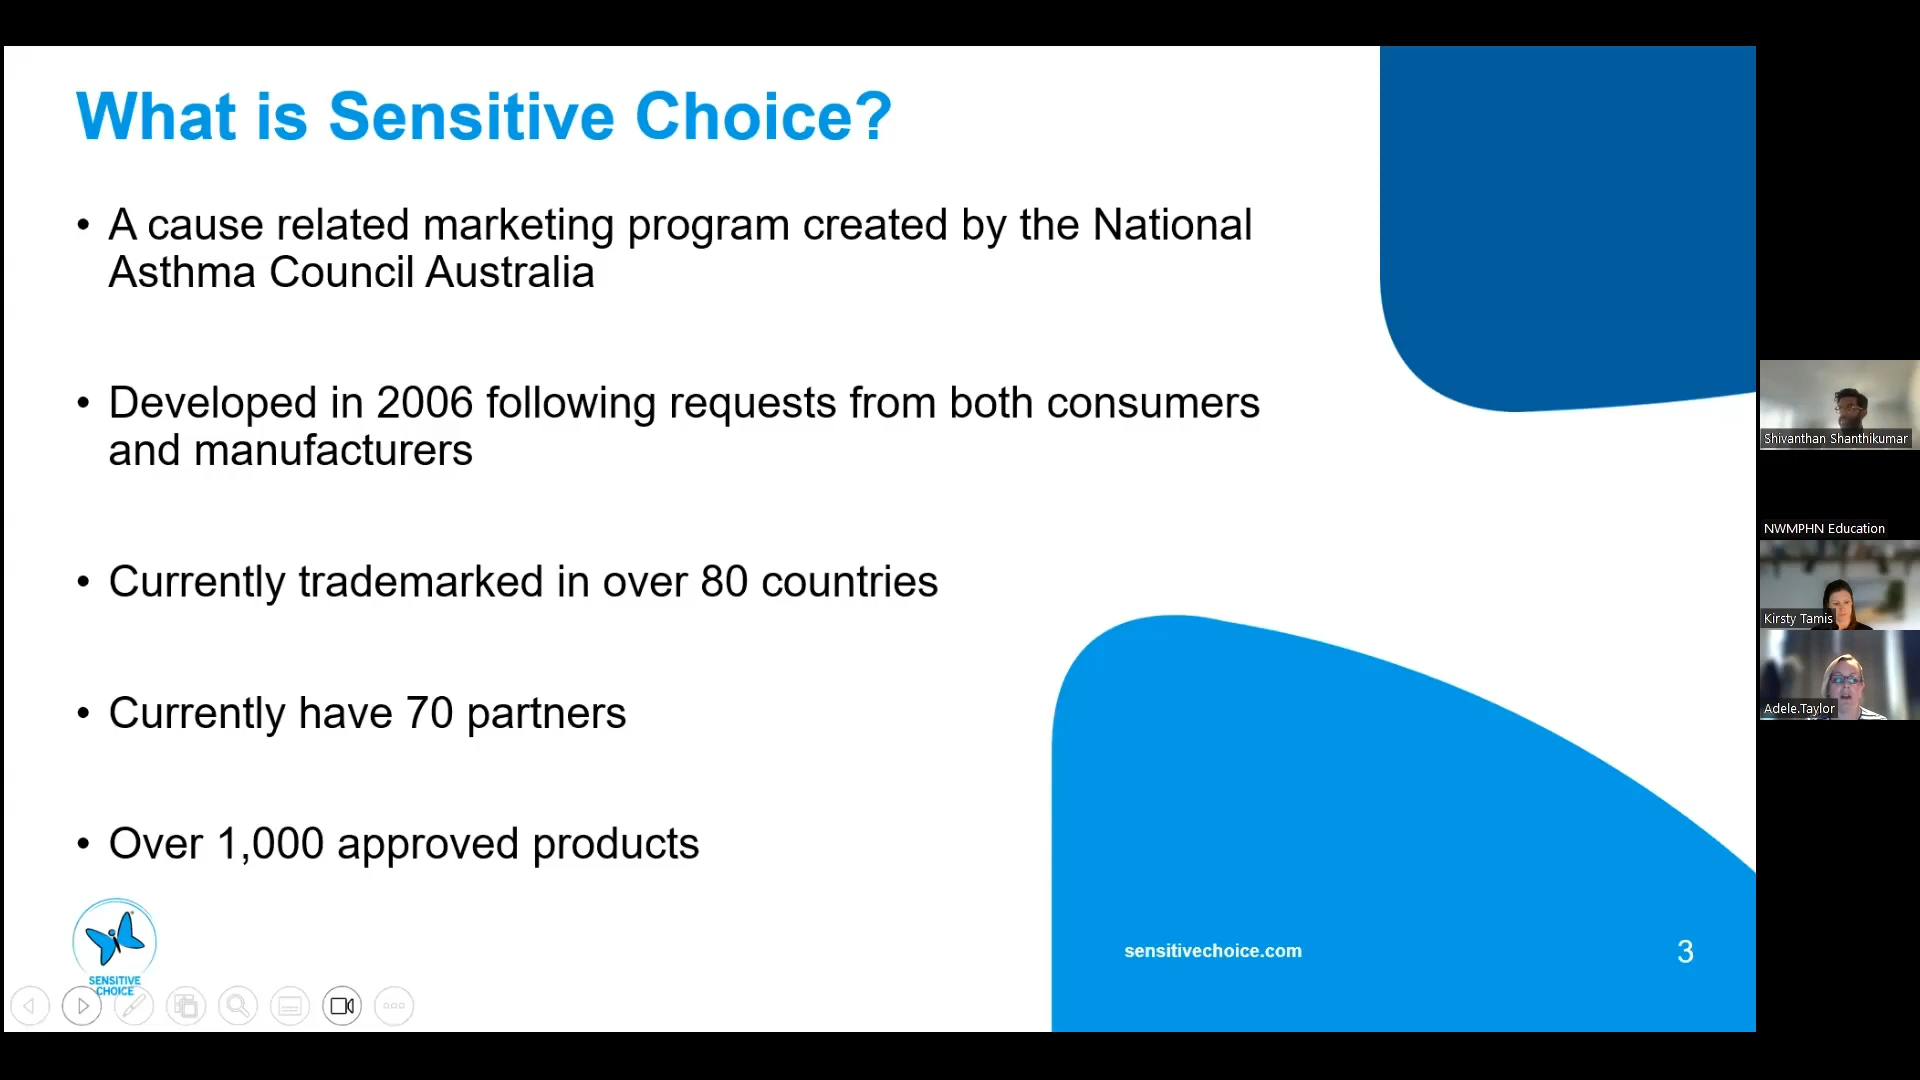 What is Sensitive Choice?
• A cause related marketing program created by the National
Asthma Council Australia
• Developed in 2006 following requests from both consumers
and manufacturers
• Currently trademarked in over 80 countries
• Currently have 70 partners
• Over 1,000 approved products
SENSITIVE
CHOICE
sensitivechoice.com
3
Shivanthan Shanthikumar
NWMPHN Education
Kirsty Tamis
Adele.Taylor